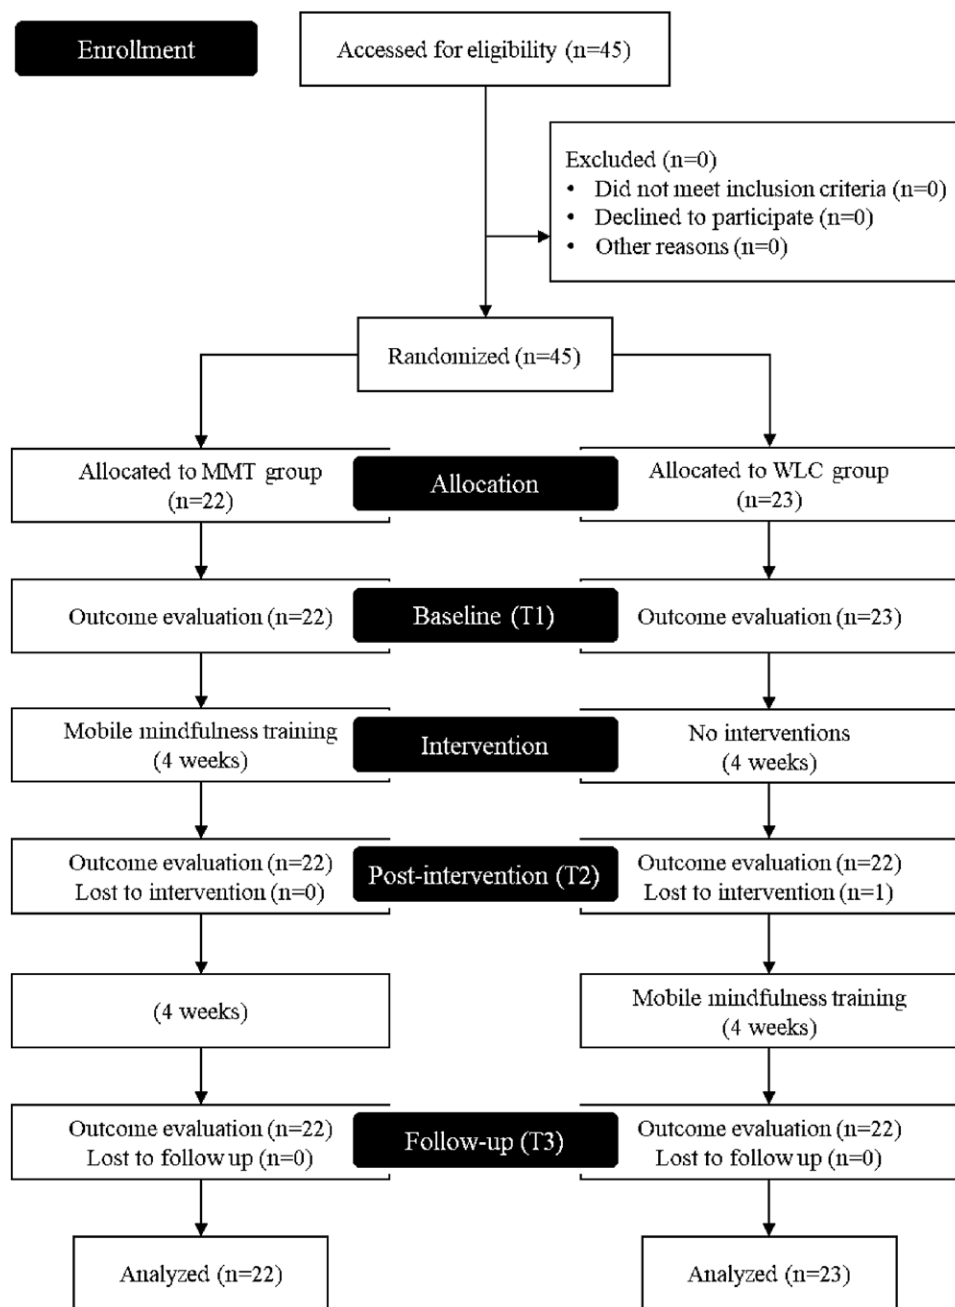 Enrollment
Accessed for eligibility (n=45)
Excluded (n=0)
• Did not meet inclusion criteria (n=0)
• Declined to participate (n=0)
• Other reasons (n=0)
Randomized (n=45)
Allocated to MMT group
(n=22)
Allocation
Allocated to WLC group
(n=23)
Outcome evaluation (n=22)
Baseline (T1)
Outcome evaluation (n=23)
Mobile mindfulness training
(4 weeks)
Intervention
No interventions
(4 weeks)
Outcome evaluation (n=22)
Lost to intervention (n=0)
Post-intervention (T2)
Outcome evaluation (n=22)
Lost to intervention (n=1)
(4 weeks)
Mobile mindfulness training
(4 weeks)
Outcome evaluation (n=22)
Lost to follow up (n=0)
Follow-up (T3)
Outcome evaluation (n=22)
Lost to follow up (n=0)
Analyzed (n=22)
Analyzed (n=23)